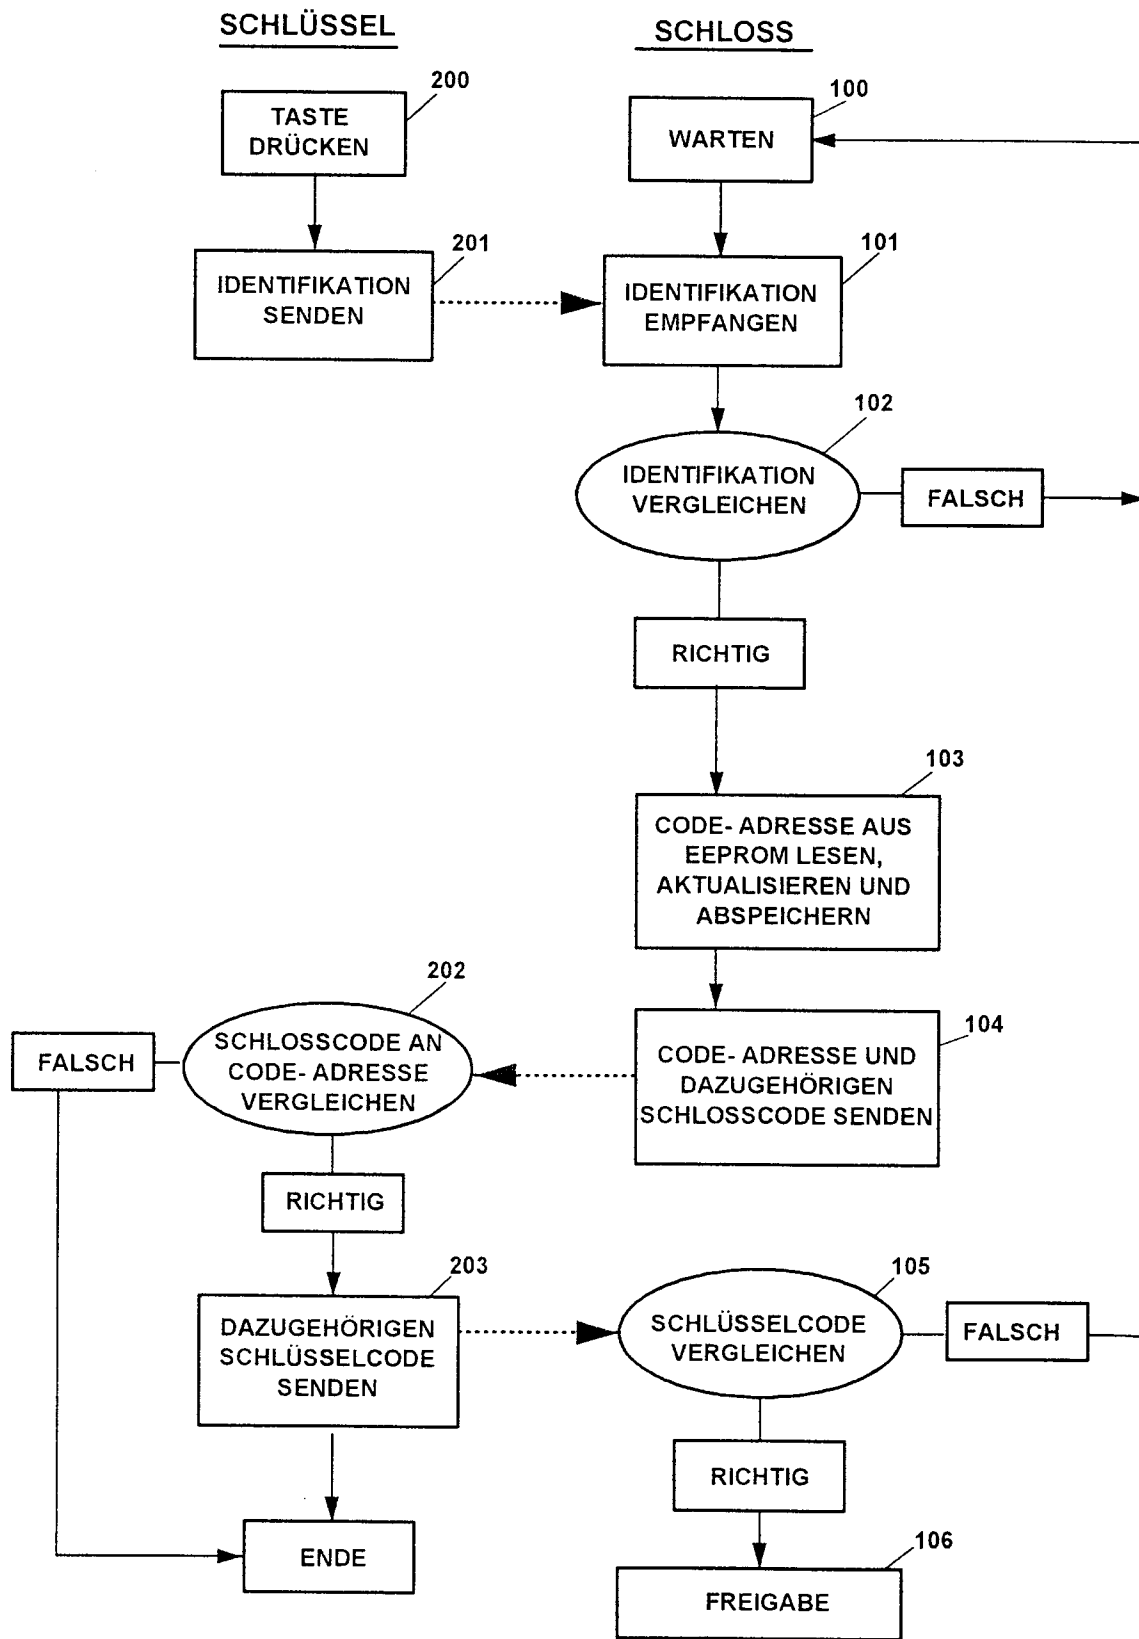 SCHLÜSSEL
SCHLOSS
200
TASTE
DRÜCKEN
100
WARTEN
201
IDENTIFIKATION
SENDEN
101
IDENTIFIKATION
EMPFANGEN
102
IDENTIFIKATION
VERGLEICHEN
FALSCH
RICHTIG
103
CODE- ADRESSE AUS
EEPROM LESEN,
AKTUALISIEREN UND
ABSPEICHERN
202
FALSCH
SCHLOSSCODE AN
CODE- ADRESSE
VERGLEICHEN
104
CODE- ADRESSE UND
DAZUGEHÖRIGEN
SCHLOSSCODE SENDEN
RICHTIG
203
DAZUGEHÖRIGEN
SCHLÜSSELCODE
SENDEN
105
SCHLÜSSELCODE
VERGLEICHEN
FALSCH
RICHTIG
ENDE
106
FREIGABE